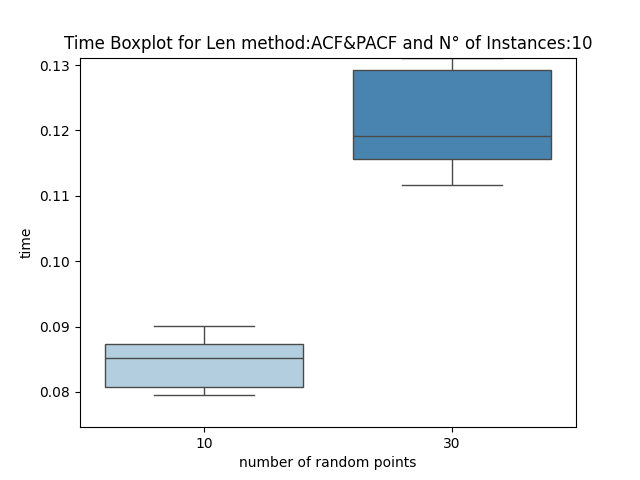 Time Boxplot for Len method:ACF&PACF and N° of Instances:10
0.13
0.12
0.11
0.10
0.09
0.08
time
10
30
number of random points